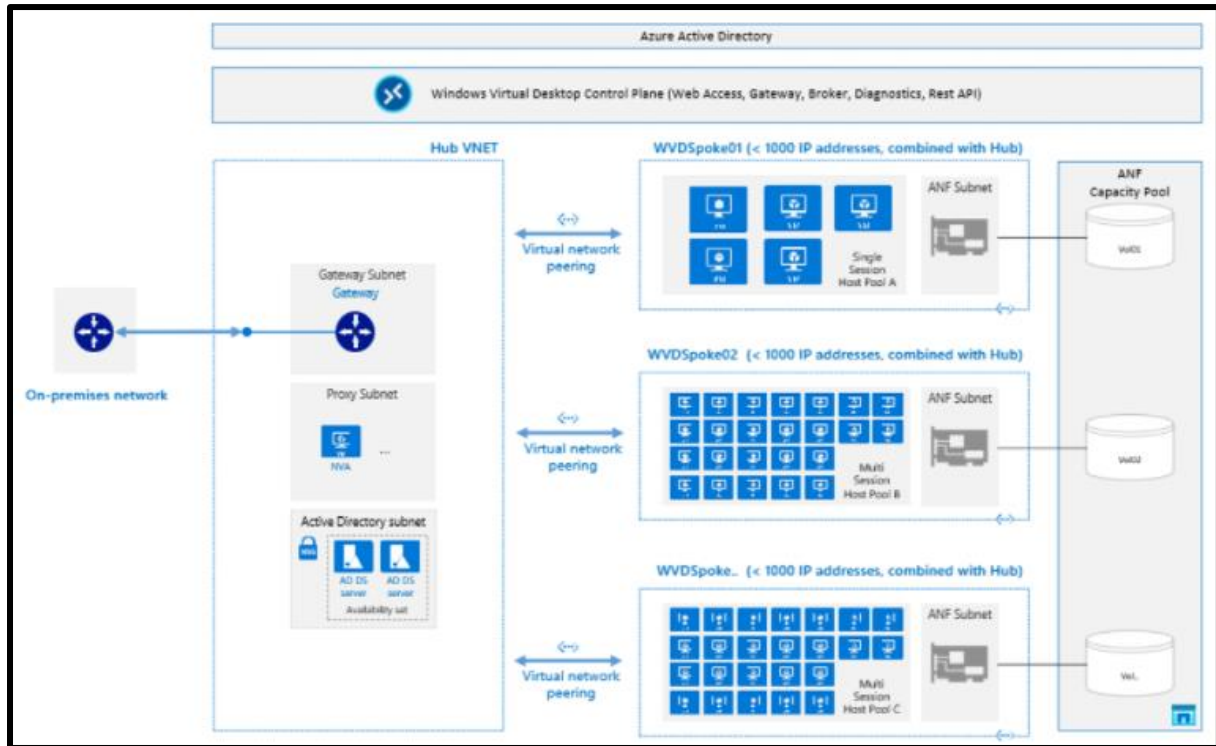 Azure Active Directory
Windows Virtual Desktop Control Plane (Web Access, Gateway, Broker, Diagnostics, Rest API)
Hub VNET
WVDSpoke01 (< 1000 IP addresses, combined with Hub)
ANF
Capacity Pool
ANF Subnet
Virtual network
peering
Single
Session
Host Pool A
Vol01
Gateway Subnet
Gateway
On-premises network
WVDSpoke02 (< 1000 IP addresses, combined with Hub)
Proxy Subnet
NVA
...
ANF Subnet
Virtual network
peering
Multi
Session
Host Pool B
Vol02
Active Directory subnet
NVA
AD DS
server
AD DS
server
Availability set
WVDSpoke.. (< 1000 IP addresses, combined with Hub)
ANF Subnet
Virtual network
peering
Multi
Session
Host Pool C
Vol..